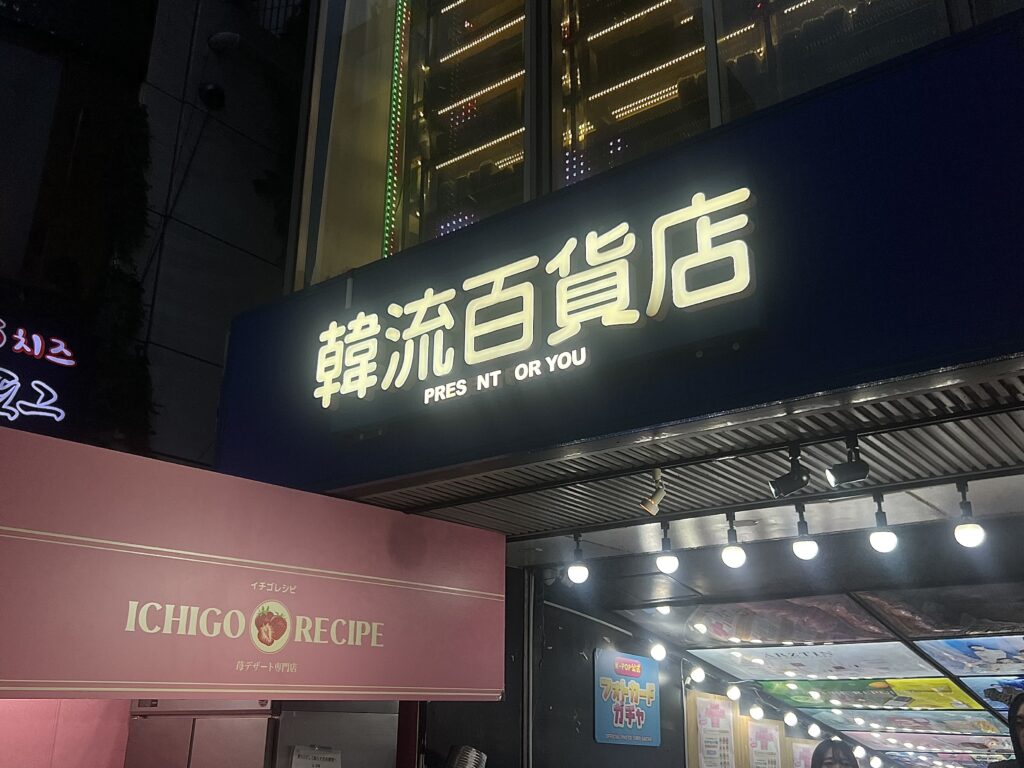 韓流百貨店
PRES NT OR YOU
치즈
イチゴレシピ
ICHIGO RECIPE
苺デザート専門店
K-POP公式
フォトカード
ガチャ